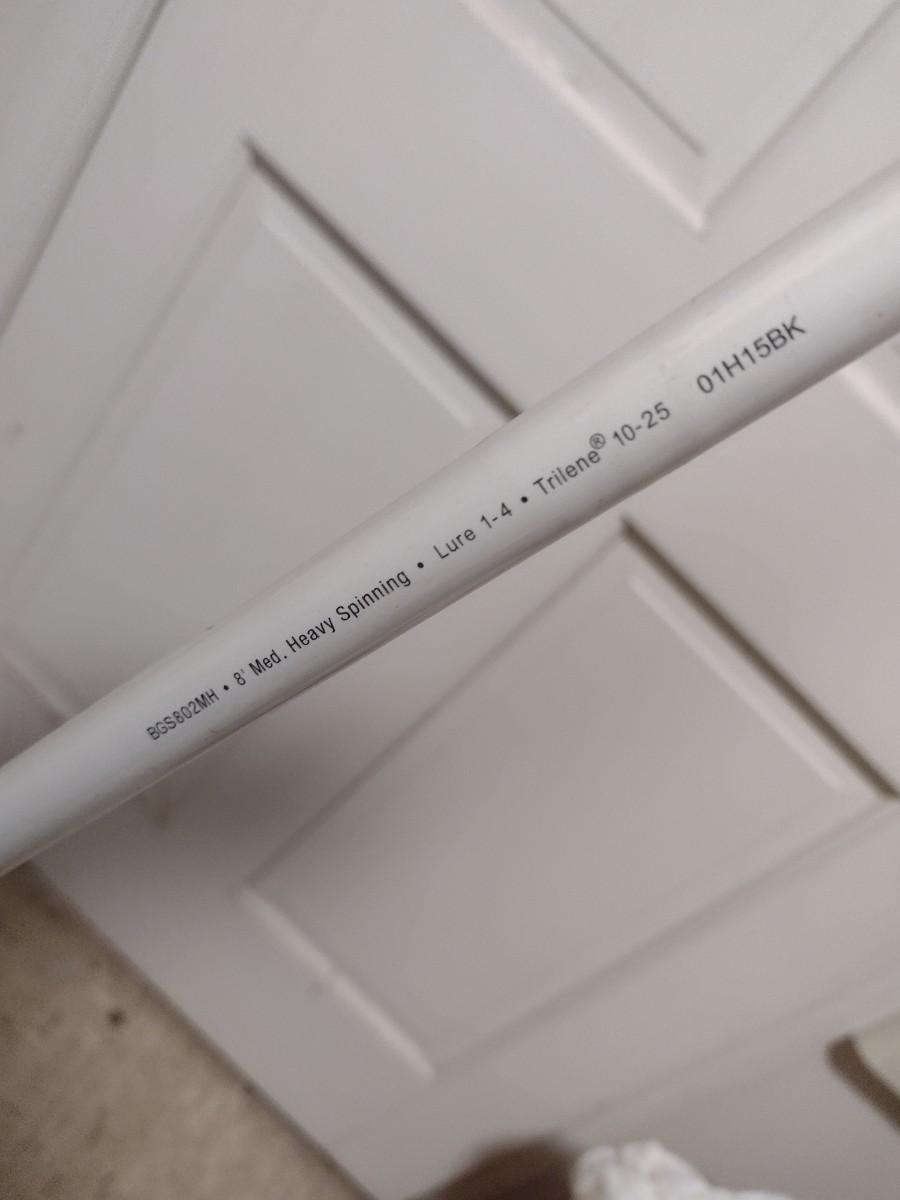 BGS802MH • 8' Med. Heavy Spinning • Lure 1-4 • Trilene® 10-25 01H15BK